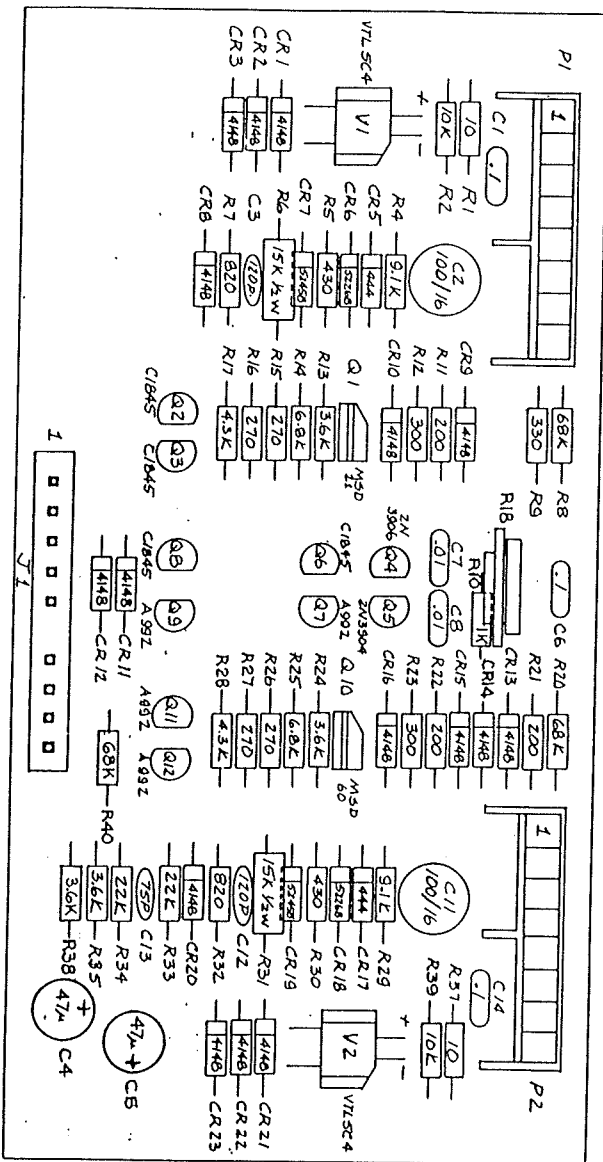 P1
1
C1
.1
R1
10
R2
10K
VTL5C4
V1
+
-
CR1
4148
CR2
4148
CR3
4148
C2
100/16
R4
9.1K
CR5
444
CR6
5226B
R5
430
CR7
5245B
R6
15K ½W
C3
120P
R7
820
CR8
4148
R8
68K
R9
330
CR9
4148
R11
200
R12
300
CR10
4148
Q1
MSD
R13
3.6K
R14
6.8K
R15
270
R16
270
R17
4.3K
Q2
C1845
Q3
C1845
1
J1
C6
.1
R18
R10
1K
C7
.01
C8
.01
Q4
2N
3906
Q5
2N3904
Q6
C1845
Q7
A992
Q8
C1845
Q9
A992
CR11
4148
CR12
4148
Q11
A992
Q12
A992
R40
68K
R20
68K
R21
200
CR13
4148
CR14
4148
CR15
4148
R22
200
R23
300
CR16
4148
Q10
MSD
60
R24
3.6K
R25
6.8K
R26
270
R27
270
R28
4.3K
P2
1
C14
.1
R37
10
R39
10K
C11
100/16
R29
9.1K
CR17
444
CR18
5226B
R30
430
CR19
5245B
R31
15K ½W
C12
120P
R32
820
CR20
4148
R33
22K
C13
75P
R34
22K
R35
3.6K
R38
3.6K
V2
VTL5C4
+
-
CR21
4148
CR22
4148
CR23
4148
C4
47µ
+
C5
47µ
+